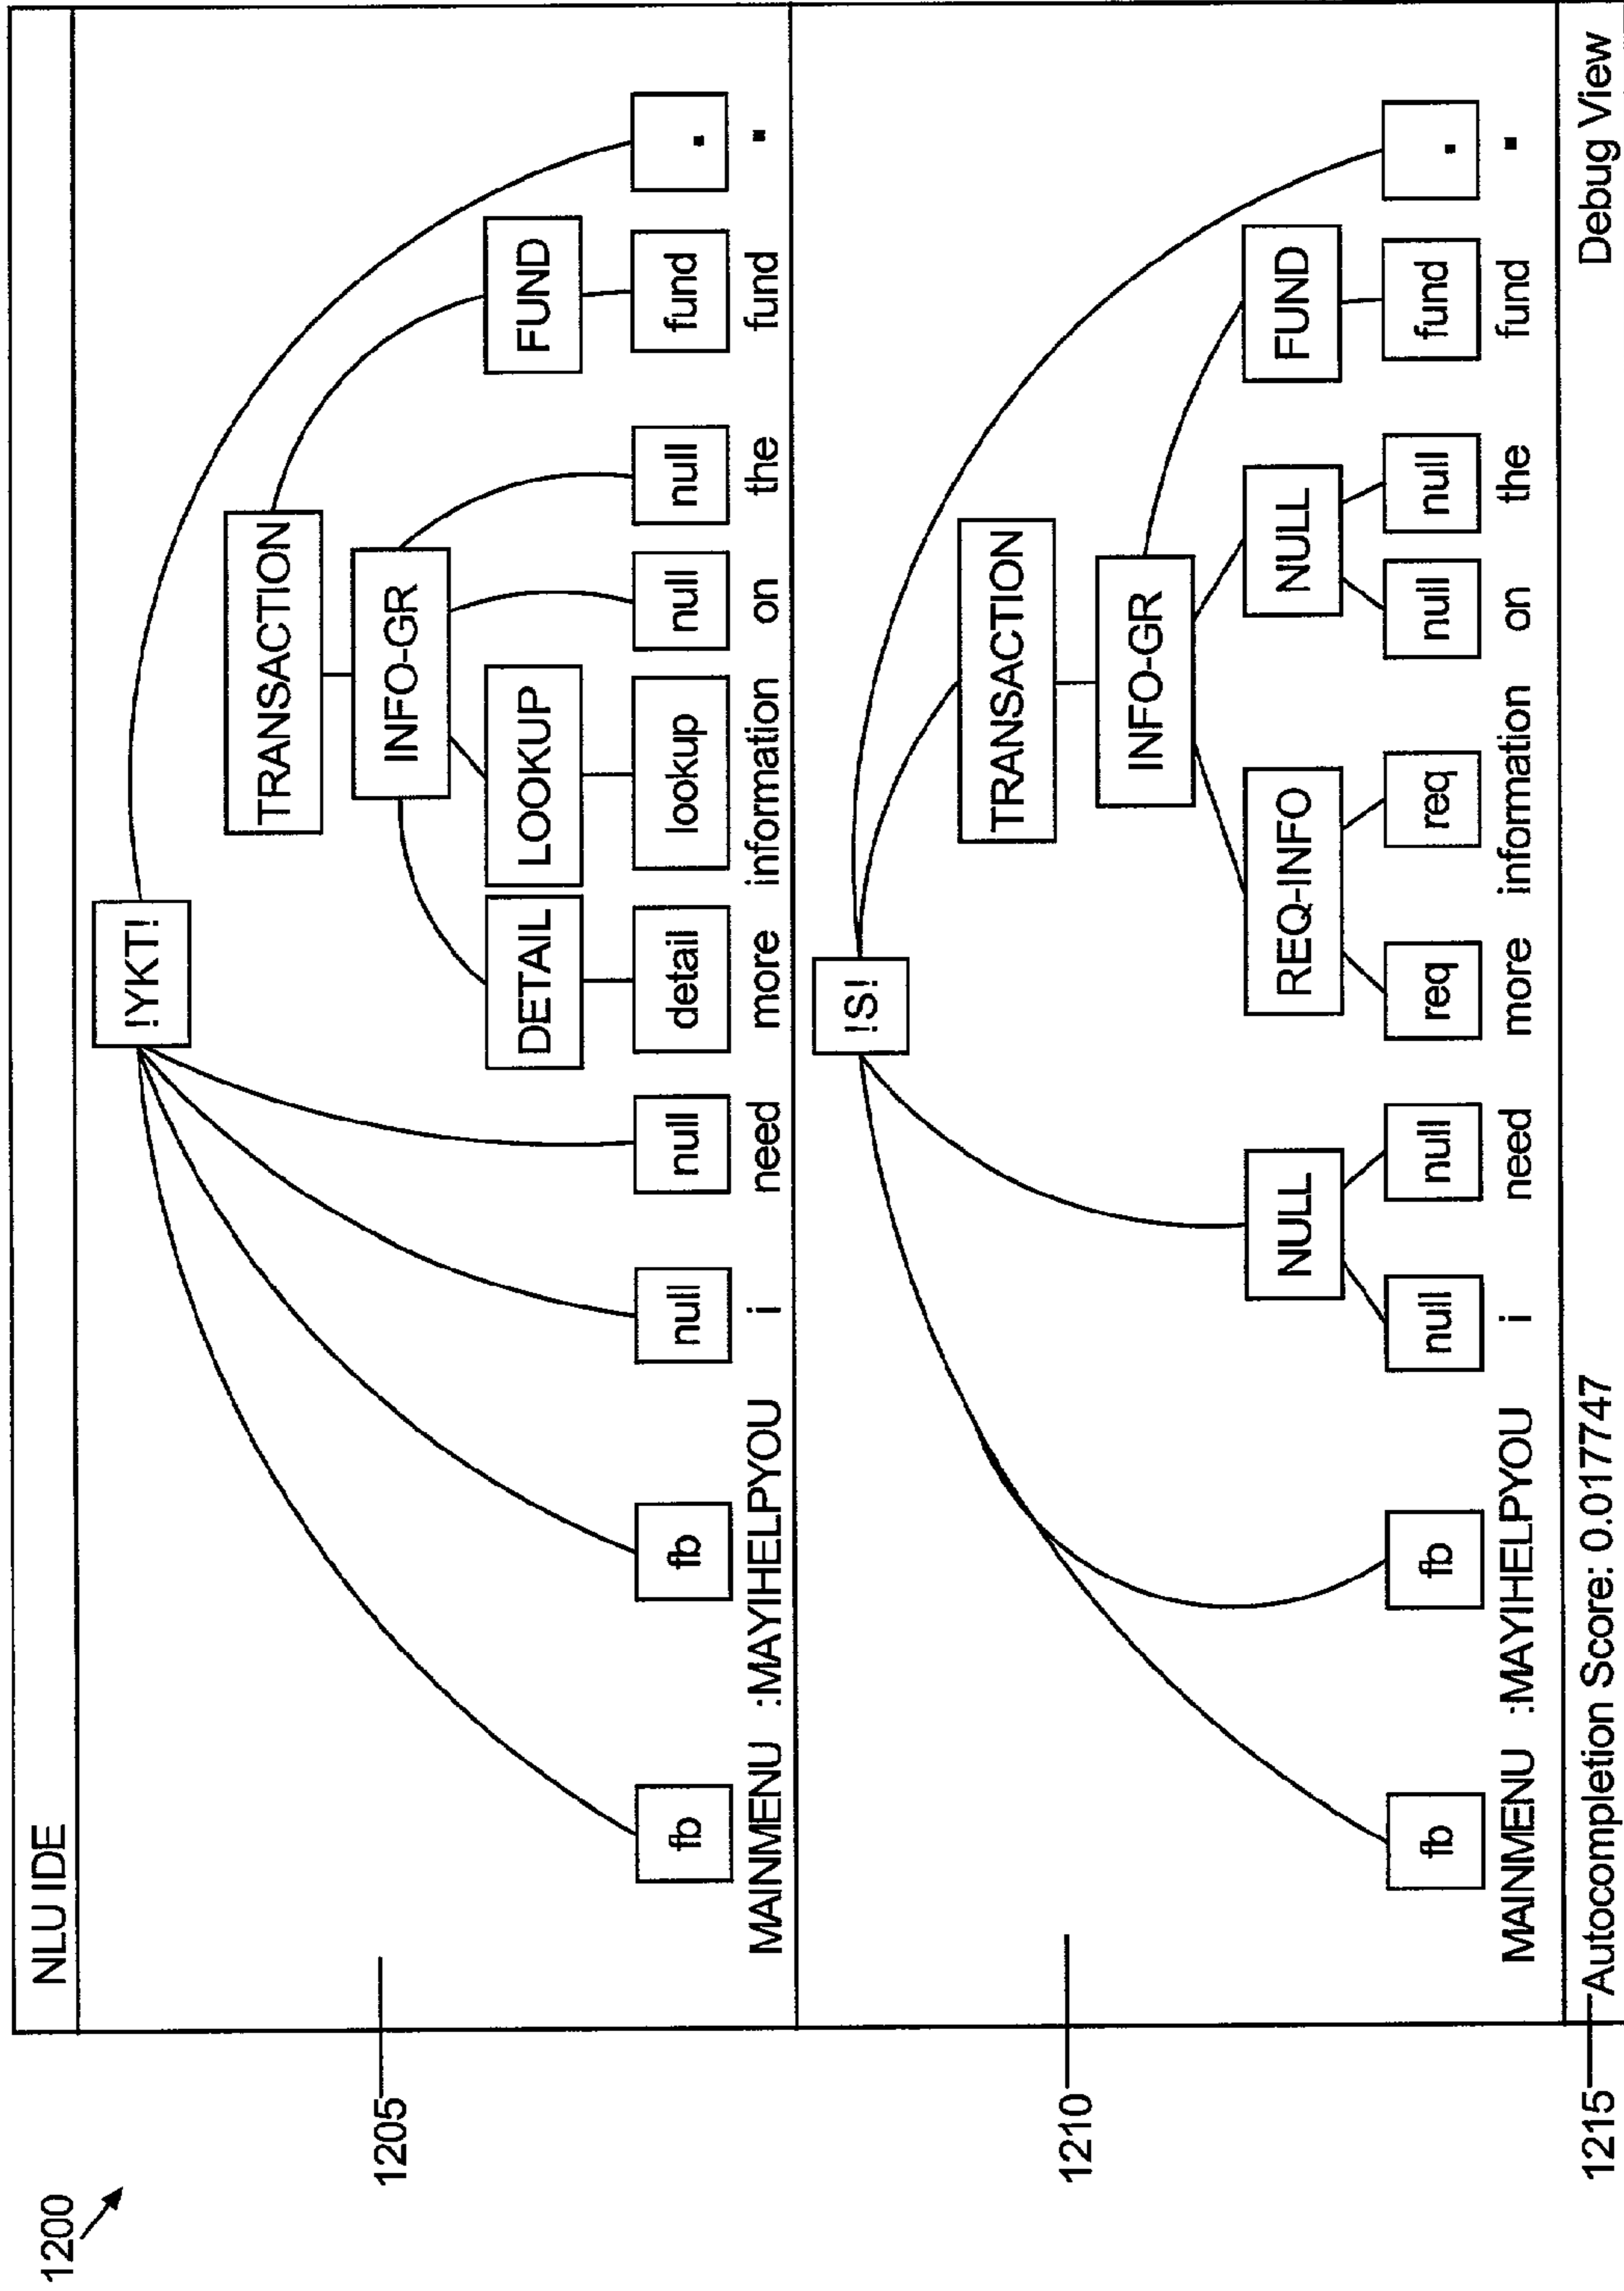 1200
NLU IDE
1205
!YKT!
TRANSACTION
INFO-GR
DETAIL LOOKUP FUND
fb fb null null detail lookup null null fund .
MAINMENU :MAYIHELPYOU i need more information on the fund .
1210
!S!
TRANSACTION
INFO-GR
NULL REQ-INFO NULL FUND
fb fb null null req req null null fund .
MAINMENU :MAYIHELPYOU i need more information on the fund .
1215
Autocompletion Score: 0.017747 Debug View